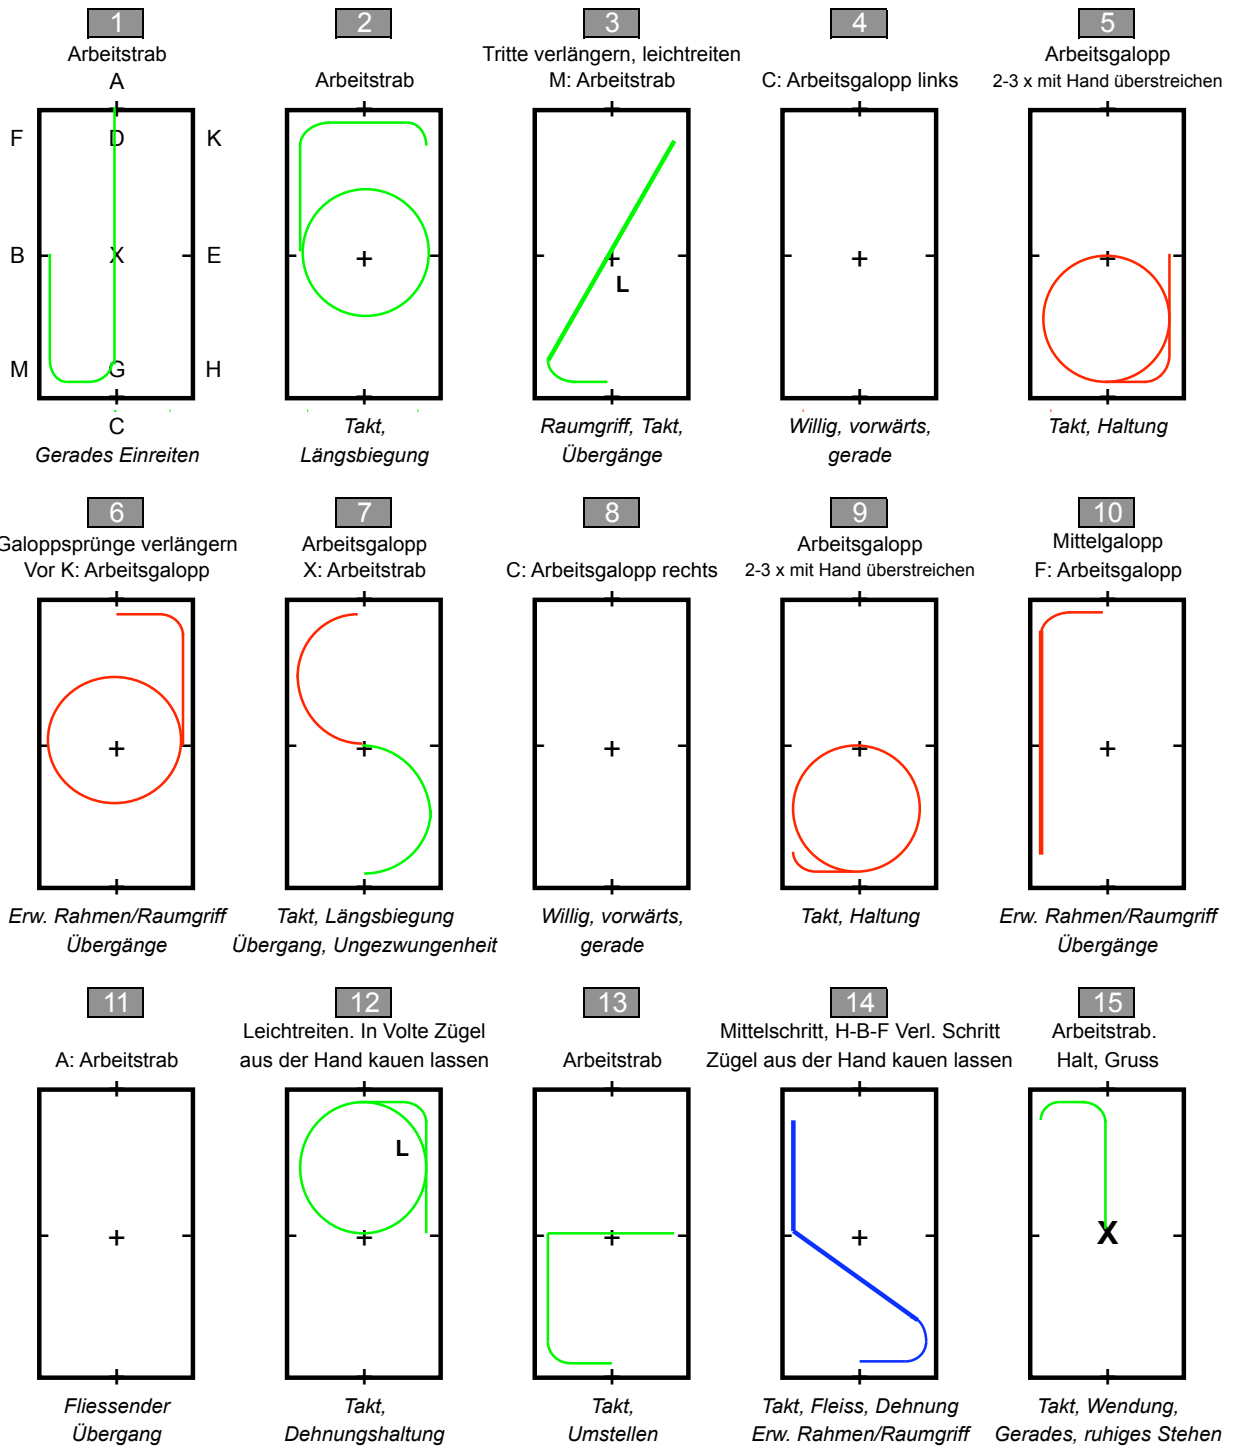 1
Arbeitstrab
A
F D K
B X E
M G H
C
Gerades Einreiten
2
Arbeitstrab
Takt,
Längsbiegung
3
Tritte verlängern, leichtreiten
M: Arbeitstrab
L
Raumgriff, Takt,
Übergänge
4
C: Arbeitsgalopp links
Willig, vorwärts,
gerade
5
Arbeitsgalopp
2-3 x mit Hand überstreichen
Takt, Haltung
6
Galoppsprünge verlängern
Vor K: Arbeitsgalopp
Erw. Rahmen/Raumgriff
Übergänge
7
Arbeitsgalopp
X: Arbeitstrab
Takt, Längsbiegung
Übergang, Ungezwungenheit
8
C: Arbeitsgalopp rechts
Willig, vorwärts,
gerade
9
Arbeitsgalopp
2-3 x mit Hand überstreichen
Takt, Haltung
10
Mittelgalopp
F: Arbeitsgalopp
Erw. Rahmen/Raumgriff
Übergänge
11
A: Arbeitstrab
Fliessender
Übergang
12
Leichtreiten. In Volte Zügel
aus der Hand kauen lassen
L
Takt,
Dehnungshaltung
13
Arbeitstrab
Takt,
Umstellen
14
Mittelschritt, H-B-F Verl. Schritt
Zügel aus der Hand kauen lassen
Takt, Fleiss, Dehnung
Erw. Rahmen/Raumgriff
15
Arbeitstrab.
Halt, Gruss
X
Takt, Wendung,
Gerades, ruhiges Stehen